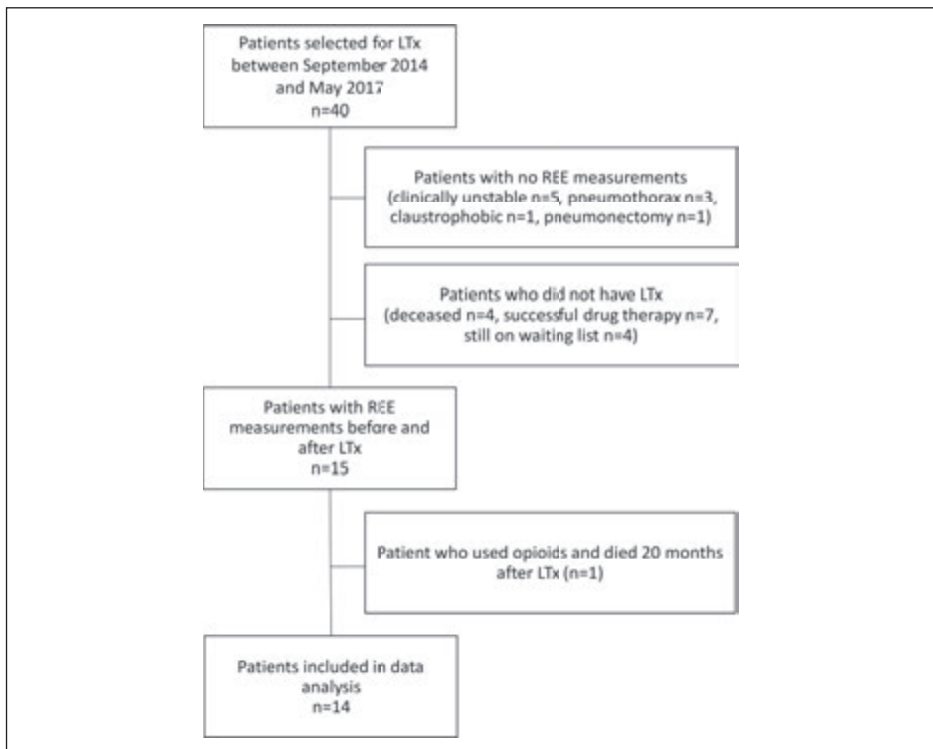 Patients selected for LTx
between September 2014
and May 2017
n=40
Patients with no REE measurements
(clinically unstable n=5, pneumothorax n=3,
claustrophobic n=1, pneumonectomy n=1)
Patients who did not have LTx
(deceased n=4, successful drug therapy n=7,
still on waiting list n=4)
Patients with REE
measurements before and
after LTx
n=15
Patient who used opioids and died 20 months
after LTx (n=1)
Patients included in data
analysis
n=14